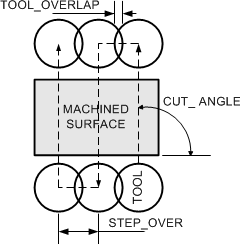 TOOL_OVERLAP
MACHINED
SURFACE
CUT_ ANGLE
TOOL
STEP_OVER